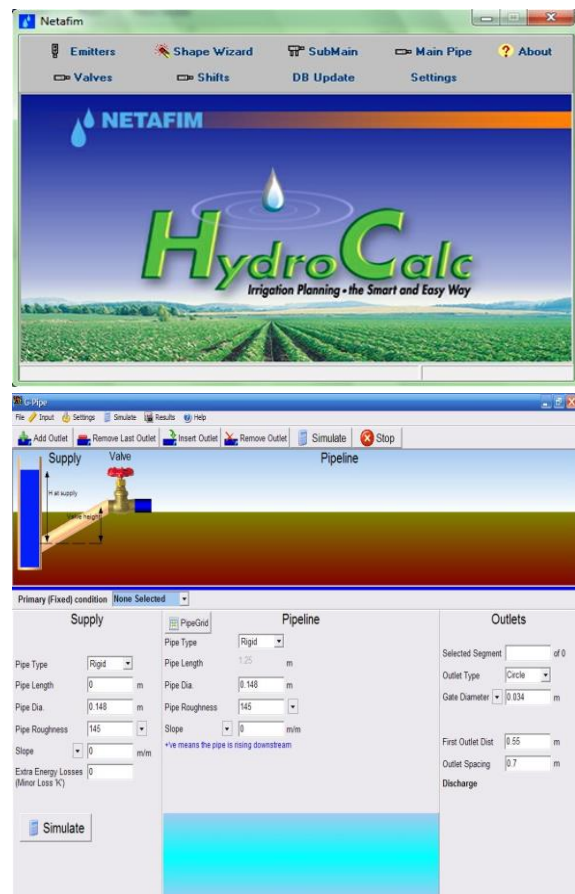 Netafim
Emitters Shape Wizard SubMain Main Pipe ? About
Valves Shifts DB Update Settings
NETAFIM
HydroCalc
Irrigation Planning - the Smart and Easy Way
G-Pipe
File Input Settings Simulate Results Help
Add Outlet Remove Last Outlet Insert Outlet Remove Outlet Simulate Stop
Supply Valve Pipeline
H at supply
Valve height
Primary (Fixed) condition None Selected
Supply PipeGrid Pipeline Outlets
Pipe Type Rigid Pipe Type Rigid Selected Segment of 0
Pipe Length 0 m Pipe Length 1.25 m Outlet Type Circle
Pipe Dia. 0.148 m Pipe Dia. 0.148 m Gate Diameter 0.034 m
Pipe Roughness 145 Pipe Roughness 145
Slope 0 m/m Slope 0 m/m First Outlet Dist 0.55 m
+'ve means the pipe is rising downstream
Extra Energy Losses 0 Outlet Spacing 0.7 m
(Minor Loss 'K') Discharge
Simulate